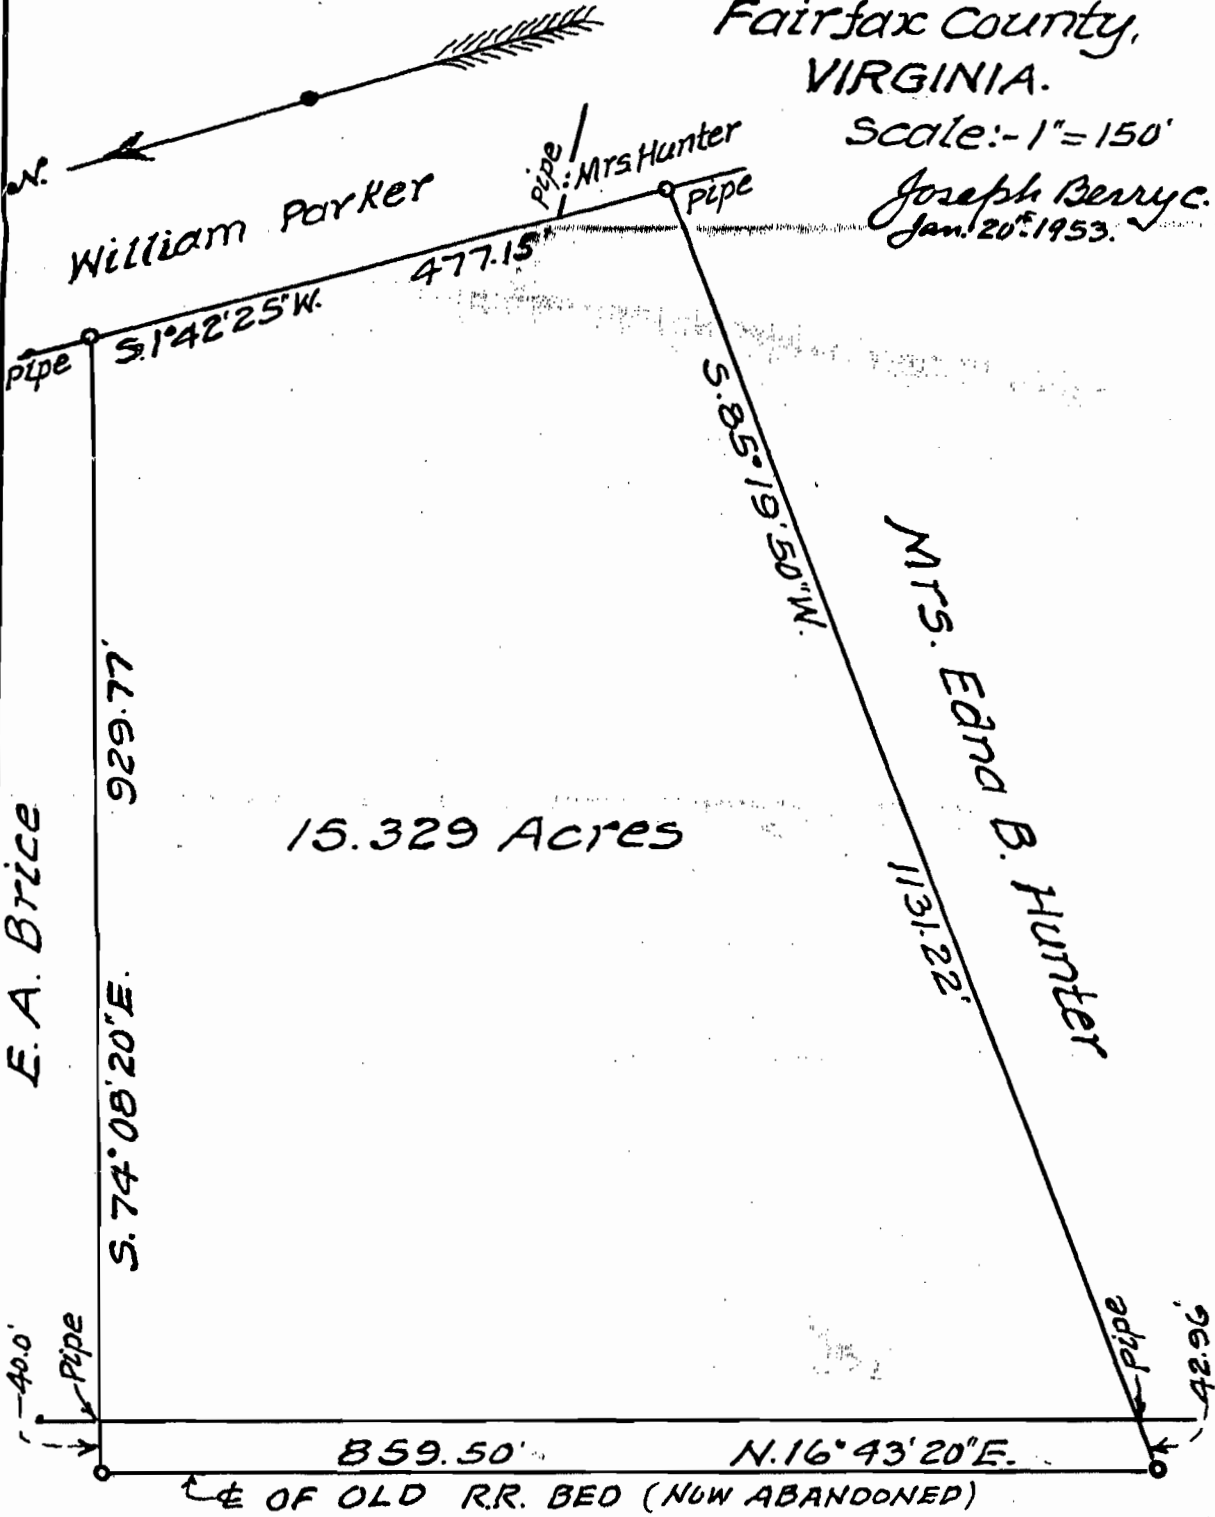 Fairfax County,
VIRGINIA.
Scale:- 1"=150'
Joseph Berry c.
Jan. 20th 1953.
N.
William Parker
Pipe
Mrs Hunter
Pipe
477.15'
S.1°42'25"W.
Pipe
S.85°19'50"W.
Mrs. Edna B. Hunter
1131.22'
929.77'
S.74°08'20"E.
E. A. Brice
15.329 Acres
40.0'
Pipe
Pipe
42.96'
859.50' N.16°43'20"E.
℄ OF OLD R.R. BED (NOW ABANDONED)